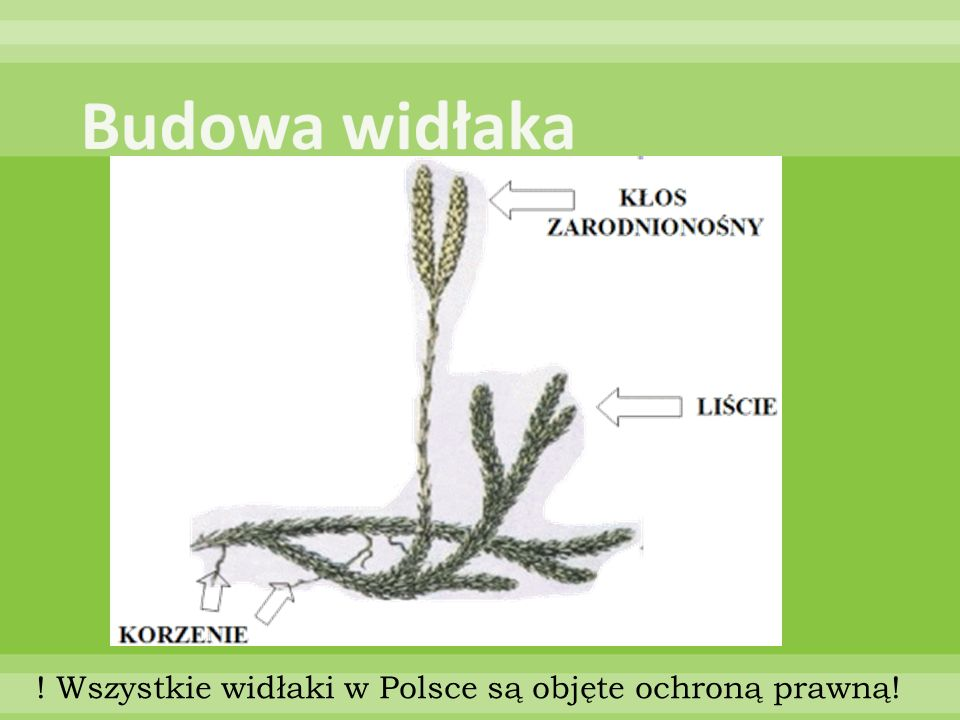 Budowa widłaka
KŁOS
ZARODNIONOŚNY
LIŚCIE
KORZENIE
! Wszystkie widłaki w Polsce są objęte ochroną prawną!